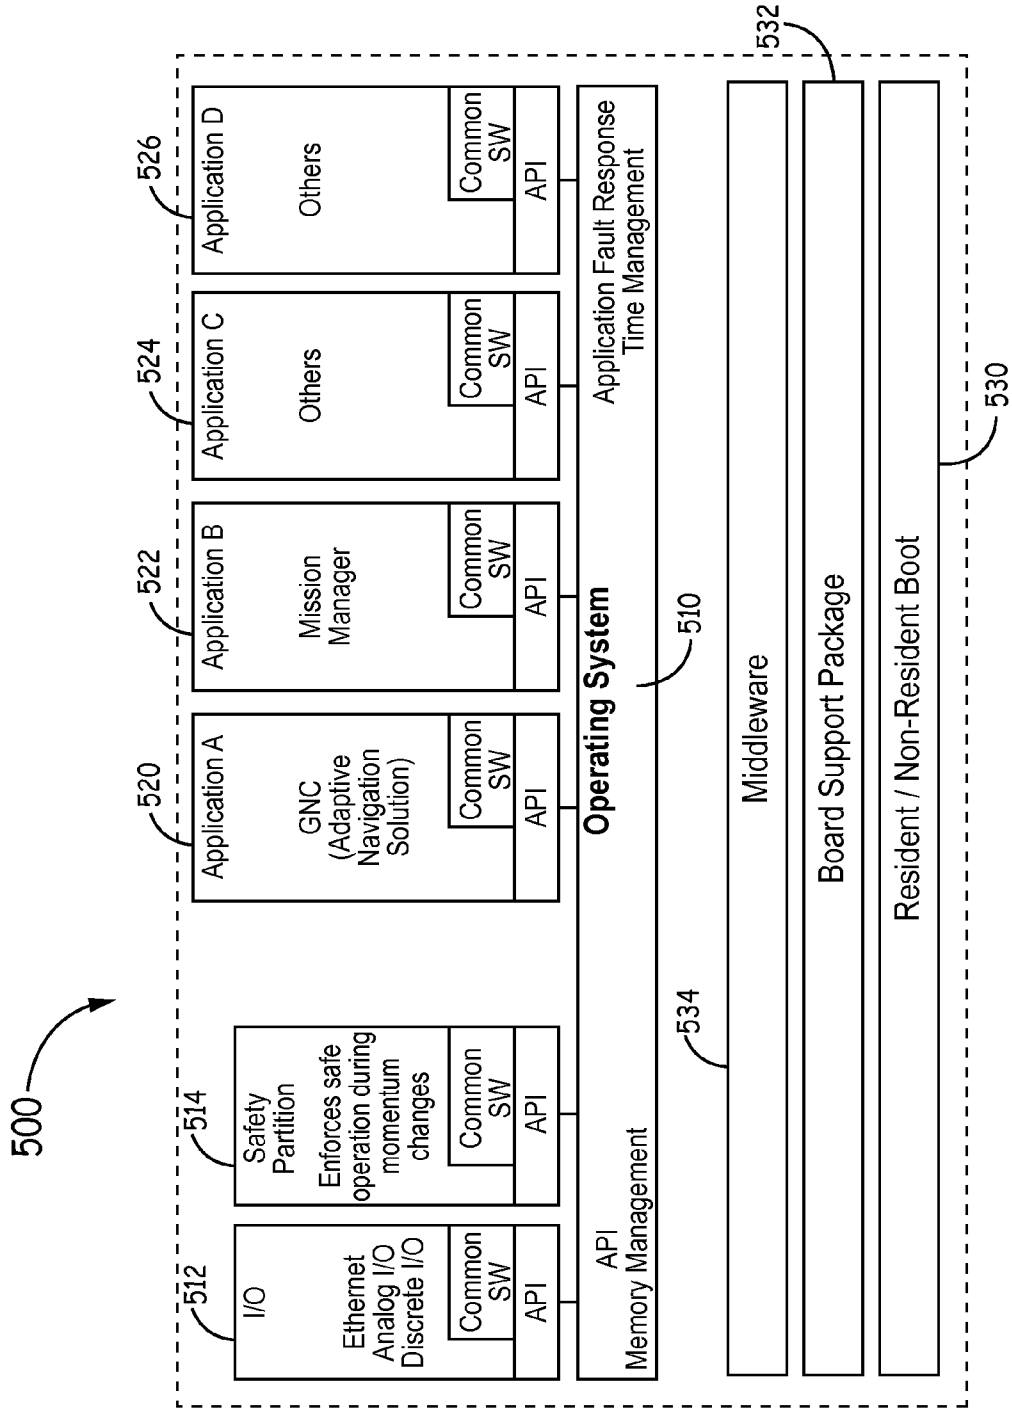 500
512
I/O
Ethernet
Analog I/O
Discrete I/O
Common
SW
API
514
Safety
Partition
Enforces safe
operation during
momentum
changes
Common
SW
API
520
Application A
GNC
(Adaptive
Navigation
Solution)
Common
SW
API
522
Application B
Mission
Manager
Common
SW
API
524
Application C
Others
Common
SW
API
526
Application D
Others
Common
SW
API
API
Memory Management
Operating System
510
Application Fault Response
Time Management
534
Middleware
Board Support Package
532
Resident / Non-Resident Boot
530